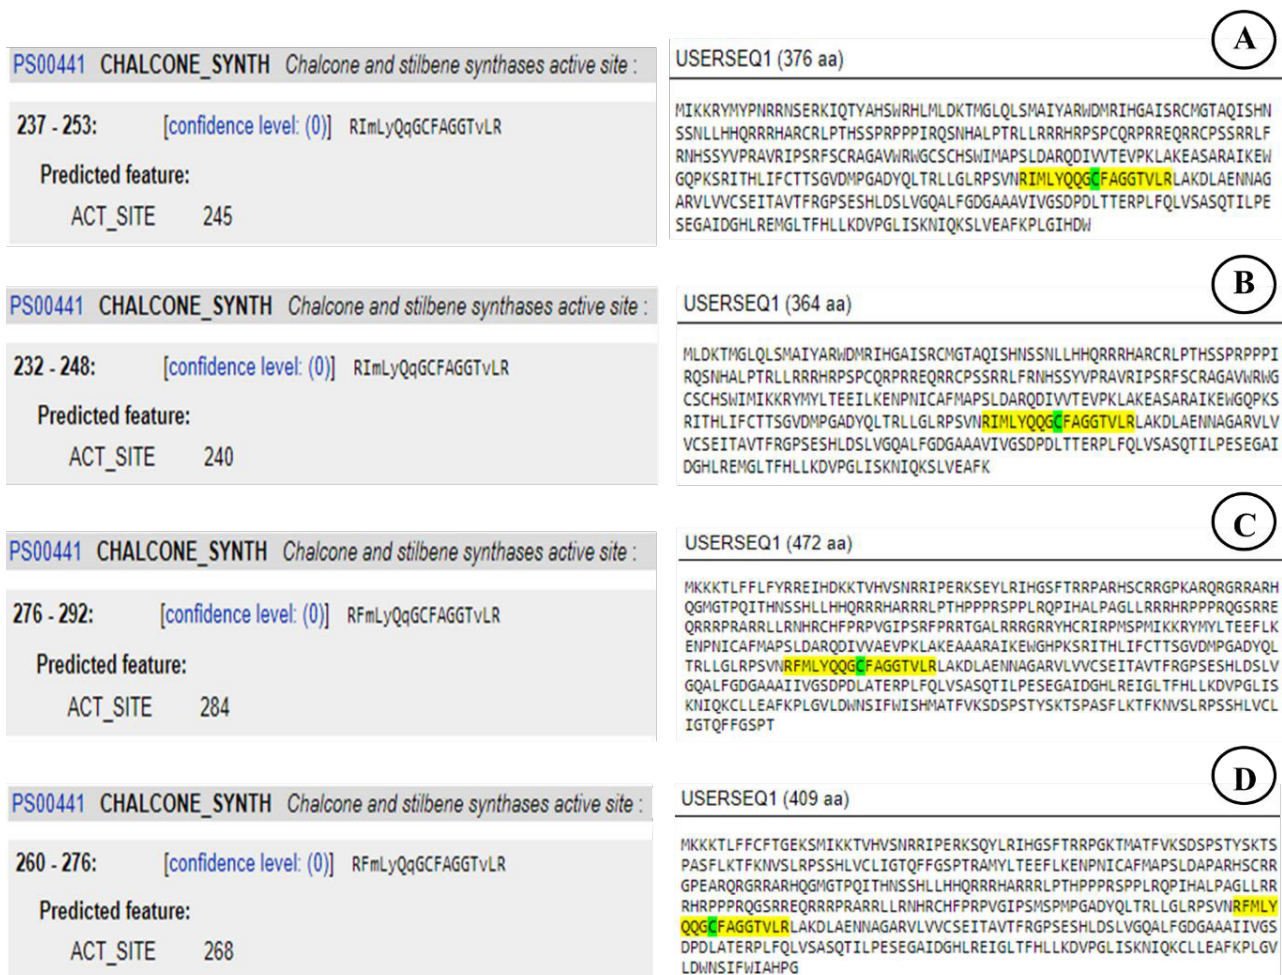 A
PS00441 CHALCONE_SYNTH Chalcone and stilbene synthases active site :
237 - 253: [confidence level: (0)] RImLyQqGCFAGGTvLR
Predicted feature:
ACT_SITE 245
USERSEQ1 (376 aa)
MIKKRYMYPNRRNSERKIQTYAHSWRHLMLDKTMGLQLSMAIYARWDMRIHGAISRCMGTAQISHN
SSNLLHHQRRRHARCRLPTHSSPRPPPIRQSNHALPTRLLRRRHRPSPCQRPRREQRRCPSSRRLF
RNHSSYVPRAVRIPSRFSCRAGAVWRWGCSCHSWIMAPSLDARQDIVVTEVPKLAKEASARAIKEW
GQPKSRITHLIFCTTSGVDMPGADYQLTRLLGLRPSVNRIMLYQQGCFAGGTVLRLAKDLAENNAG
ARVLVVCSEITAVTFRGPSESHLDSLVGQALFGDGAAAVIVGSDPDLTTERPLFQLVSASQTILPE
SEGAIDGHLREMGLTFHLLKDVPGLISKNIQKSLVEAFKPLGIHDW
B
PS00441 CHALCONE_SYNTH Chalcone and stilbene synthases active site :
232 - 248: [confidence level: (0)] RImLyQqGCFAGGTvLR
Predicted feature:
ACT_SITE 240
USERSEQ1 (364 aa)
MLDKTMGLQLSMAIYARWDMRIHGAISRCMGTAQISHNSSNLLHHQRRRHARCRLPTHSSPRPPPI
RQSNHALPTRLLRRRHRPSPCQRPRREQRRCPSSRRLFRNHSSYVPRAVRIPSRFSCRAGAVWRWG
CSCHSWIMIKKRYMYLTEEILKENPNICAFMAPSLDARQDIVVTEVPKLAKEASARAIKEWGQPKS
RITHLIFCTTSGVDMPGADYQLTRLLGLRPSVNRIMLYQQGCFAGGTVLRLAKDLAENNAGARVLV
VCSEITAVTFRGPSESHLDSLVGQALFGDGAAAVIVGSDPDLTTERPLFQLVSASQTILPESEGAI
DGHLREMGLTFHLLKDVPGLISKNIQKSLVEAFK
C
PS00441 CHALCONE_SYNTH Chalcone and stilbene synthases active site :
276 - 292: [confidence level: (0)] RFmLyQqGCFAGGTvLR
Predicted feature:
ACT_SITE 284
USERSEQ1 (472 aa)
MKKKTLFFLFYRREIHDKKTVHVSNRRIPERKSEYLRIHGSFTRRPARHSCRRGPKARQRGRRARH
QGMGTPQITHNSSHLLHHQRRRHARRRLPTHPPPRSPPLRQPIHALPAGLLRRRHRPPPRQGSRRE
QRRRPRARRLLRNHRCHFPRPVGIPSRFPRRTGALRRRGRRYHCRIRPMSPMIKKRYMYLTEEFLK
ENPNICAFMAPSLDARQDIVVAEVPKLAKEAAARAIKEWGHPKSRITHLIFCTTSGVDMPGADYQL
TRLLGLRPSVNRFMLYQQGCFAGGTVLRLAKDLAENNAGARVLVVCSEITAVTFRGPSESHLDSLV
GQALFGDGAAAIIVGSDPDLATERPLFQLVSASQTILPESEGAIDGHLREIGLTFHLLKDVPGLIS
KNIQKCLLEAFKPLGVLDWNSIFWISHMATFVKSDSPSTYSKTSPASFLKTFKNVSLRPSSHLVCL
IGTQFFGSPT
D
PS00441 CHALCONE_SYNTH Chalcone and stilbene synthases active site :
260 - 276: [confidence level: (0)] RFmLyQqGCFAGGTvLR
Predicted feature:
ACT_SITE 268
USERSEQ1 (409 aa)
MKKKTLFFCFTGEKSMIKKTVHVSNRRIPERKSQYLRIHGSFTRRPGKTMATFVKSDSPSTYSKTS
PASFLKTFKNVSLRPSSHLVCLIGTQFFGSPTRAMYLTEEFLKENPNICAFMAPSLDAPARHSCRR
GPEARQRGRRARHQGMGTPQITHNSSHLLHHQRRRHARRRLPTHPPPRSPPLRQPIHALPAGLLRR
RHRPPPRQGSRREQRRRPRARRLLRNHRCHFPRPVGIPSMSPMPGADYQLTRLLGLRPSVNRFMLY
QQGCFAGGTVLRLAKDLAENNAGARVLVVCSEITAVTFRGPSESHLDSLVGQALFGDGAAAIIVGS
DPDLATERPLFQLVSASQTILPESEGAIDGHLREIGLTFHLLKDVPGLISKNIQKCLLEAFKPLGV
LDWNSIFWIAHPG